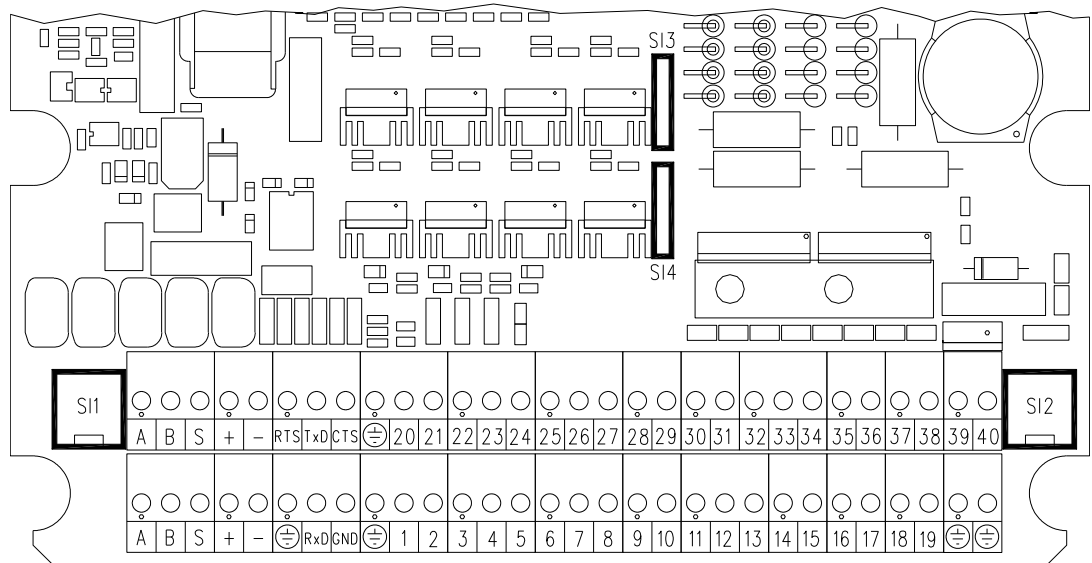 SI3
SI4
SI1
SI2
A B S + - RTS TxD CTS ⏚ 20 21 22 23 24 25 26 27 28 29 30 31 32 33 34 35 36 37 38 39 40
A B S + - ⏚ RxD GND ⏚ 1 2 3 4 5 6 7 8 9 10 11 12 13 14 15 16 17 18 19 ⏚ ⏚